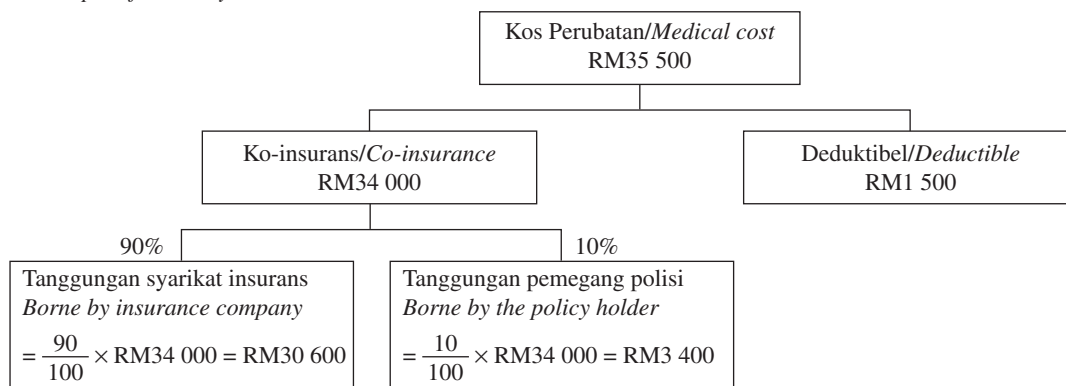 Kos Perubatan/Medical cost
RM35 500
Ko-insurans/Co-insurance
RM34 000
Deduktibel/Deductible
RM1 500
90%
10%
Tanggungan syarikat insurans
Borne by insurance company
= 90/100 × RM34 000 = RM30 600
Tanggungan pemegang polisi
Borne by the policy holder
= 10/100 × RM34 000 = RM3 400